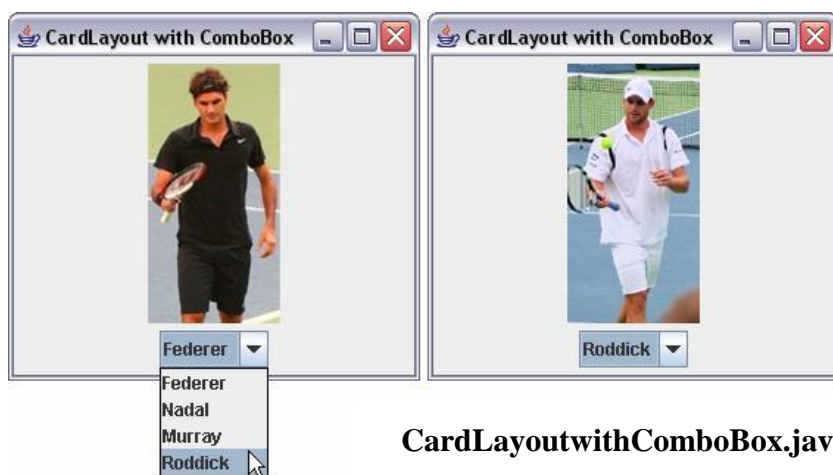 CardLayout with ComboBox
CardLayout with ComboBox
Federer
Roddick
Federer
Nadal
Murray
Roddick
CardLayoutwithComboBox.jav